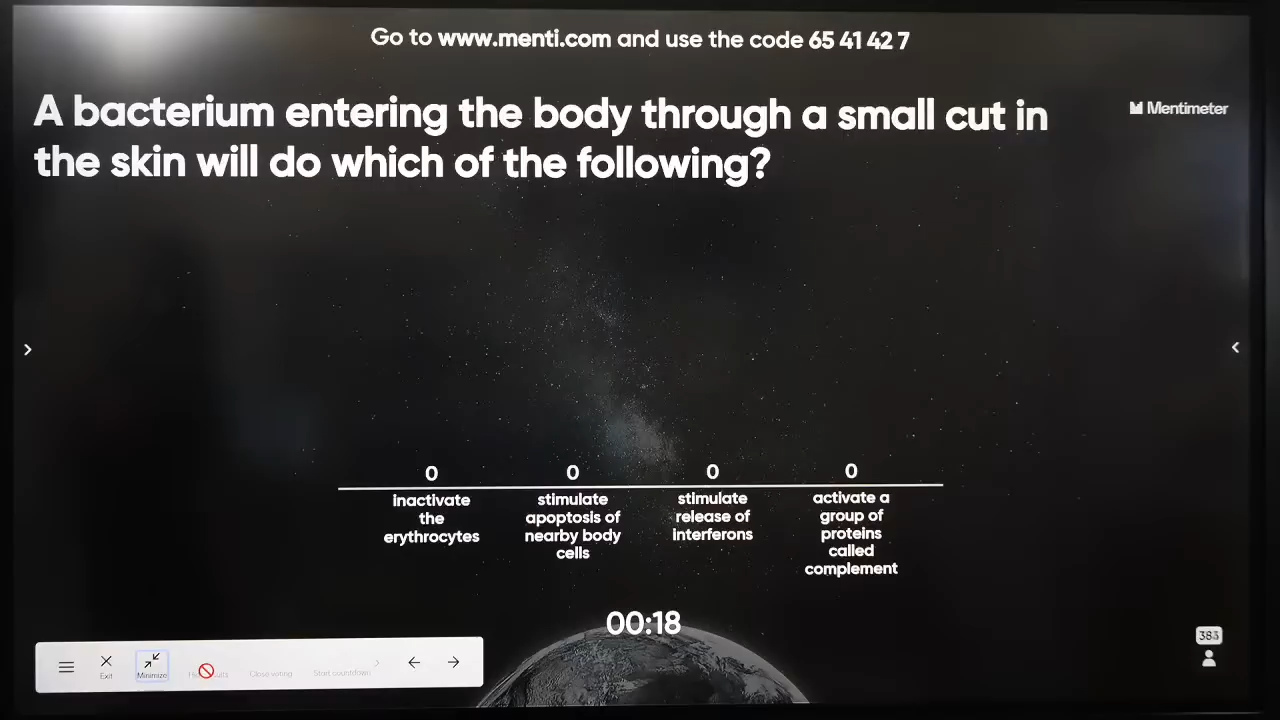 Go to www.menti.com and use the code 65 41 42 7
A bacterium entering the body through a small cut in
the skin will do which of the following?
Mentimeter
0
inactivate
the
erythrocytes
0
stimulate
apoptosis of
nearby body
cells
0
stimulate
release of
interferons
0
activate a
group of
proteins
called
complement
00:18
Exit
Minimize
Close voting
Start countdown